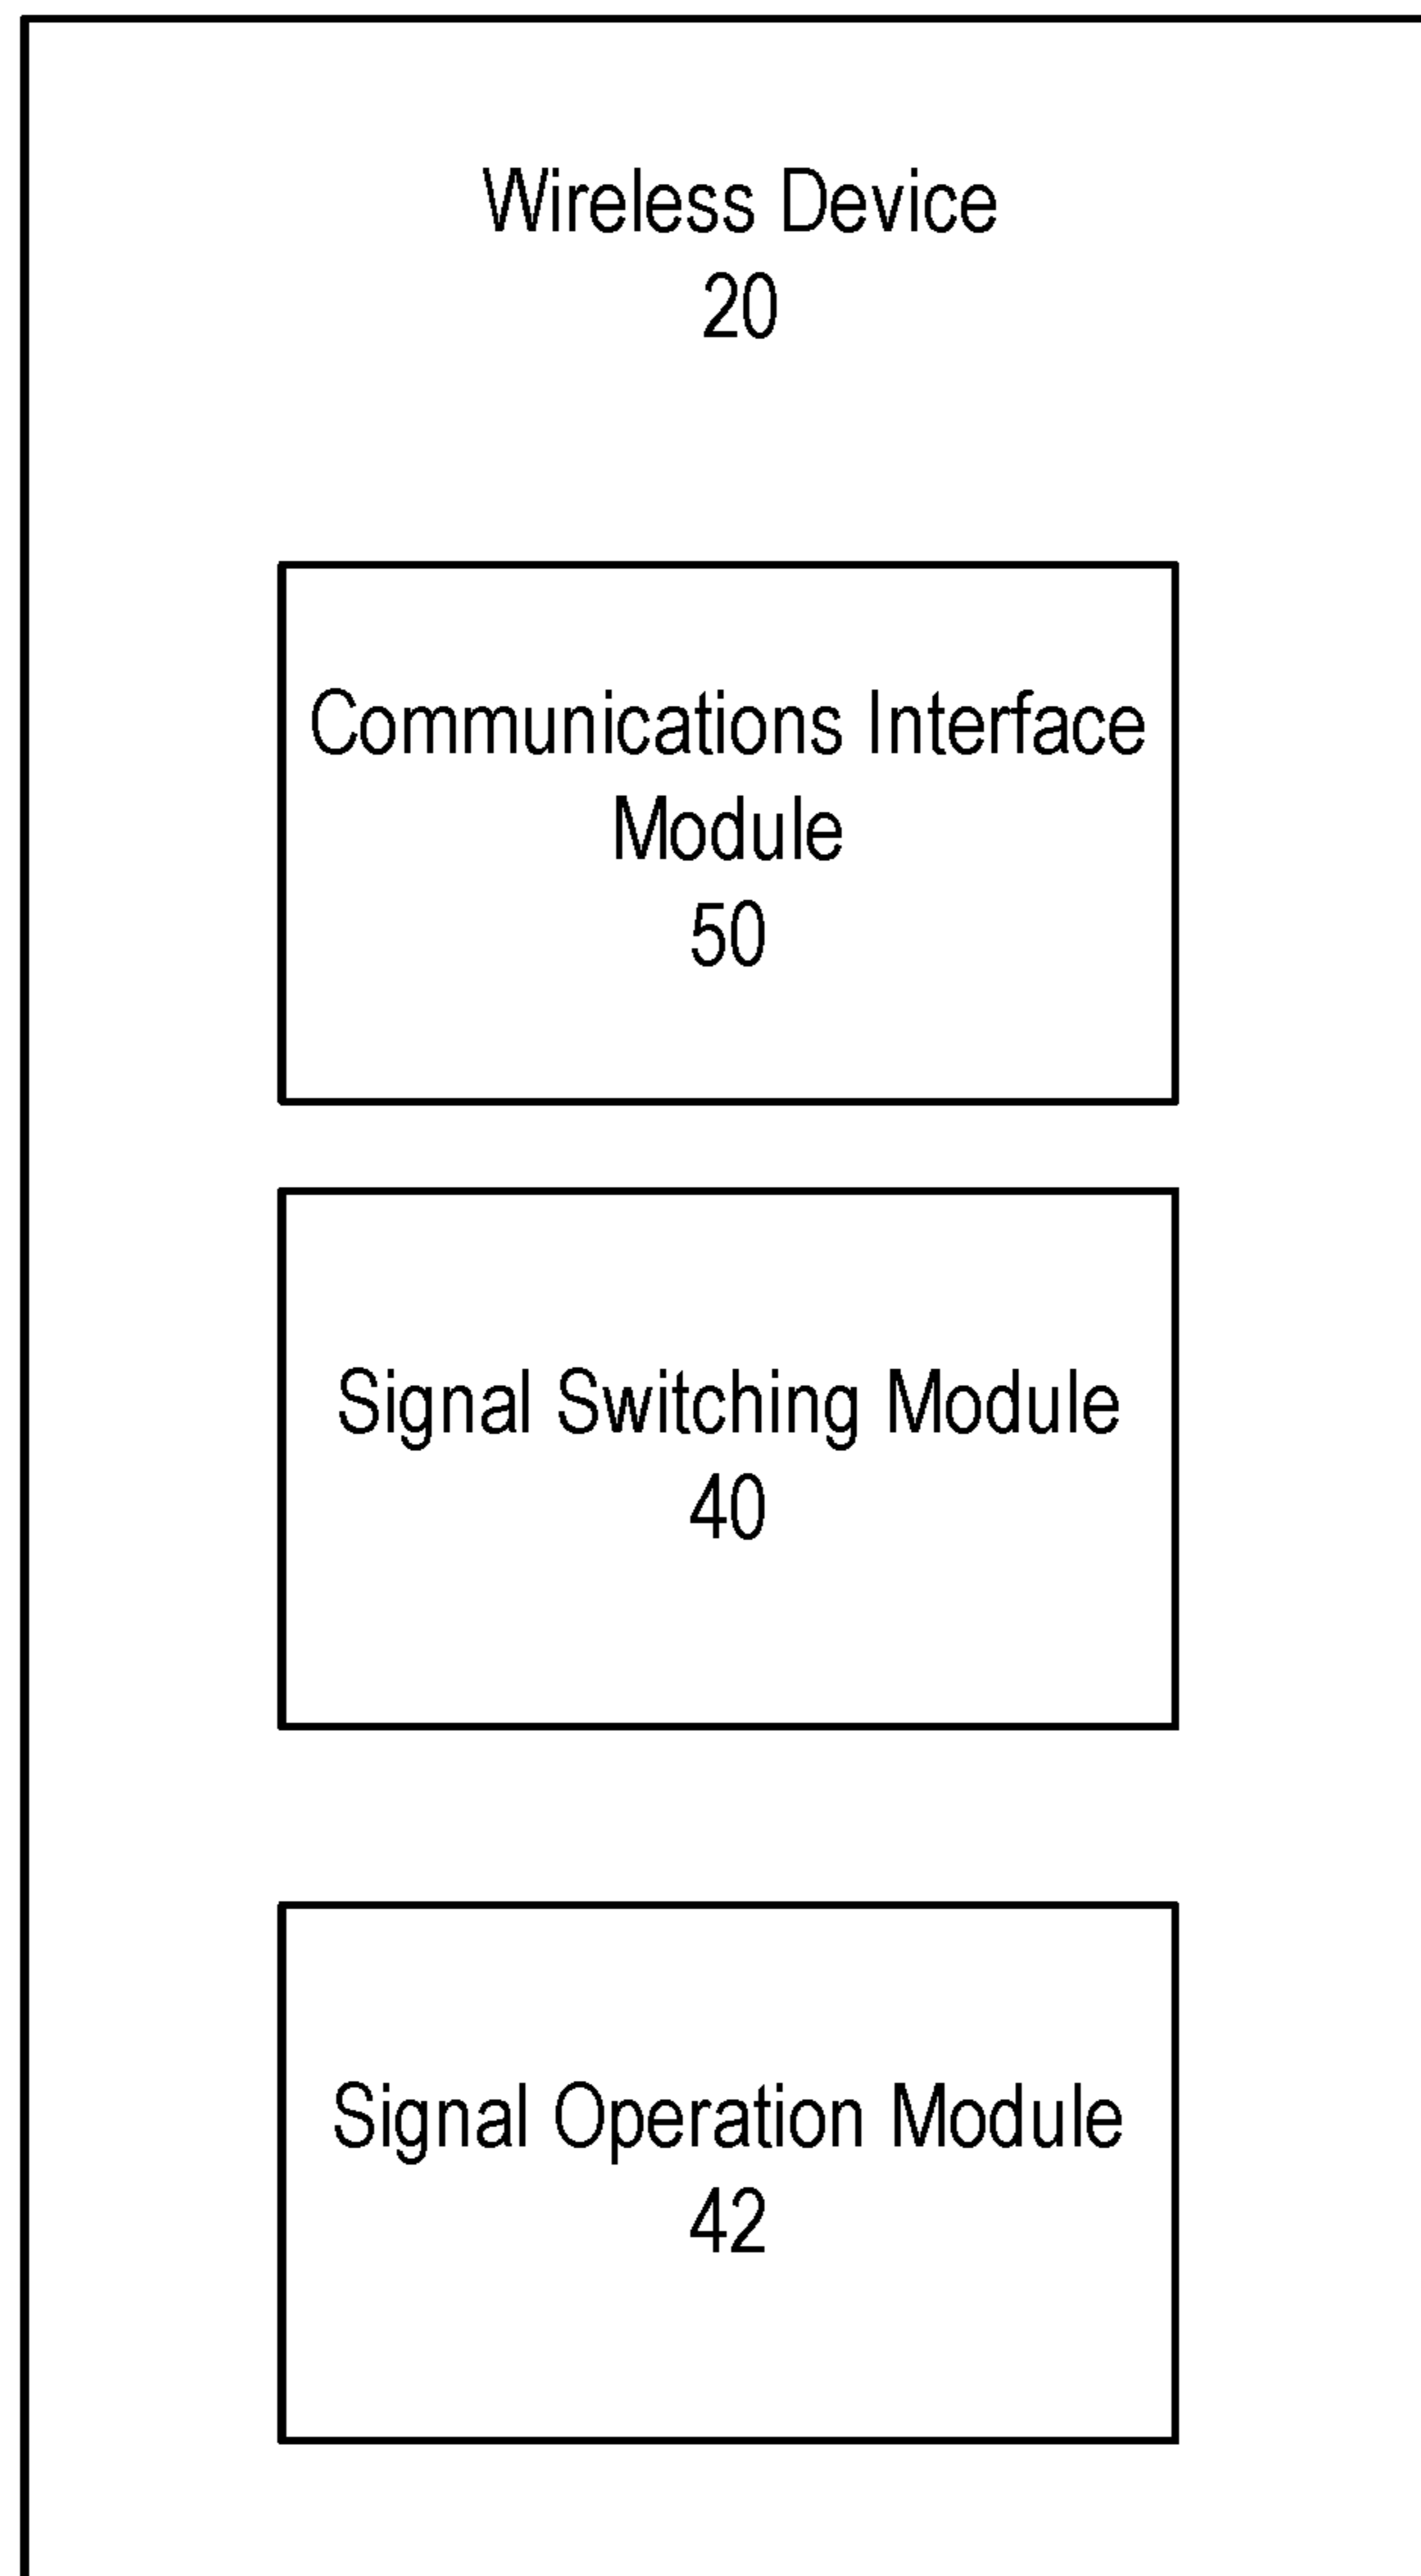 Wireless Device
20
Communications Interface
Module
50
Signal Switching Module
40
Signal Operation Module
42